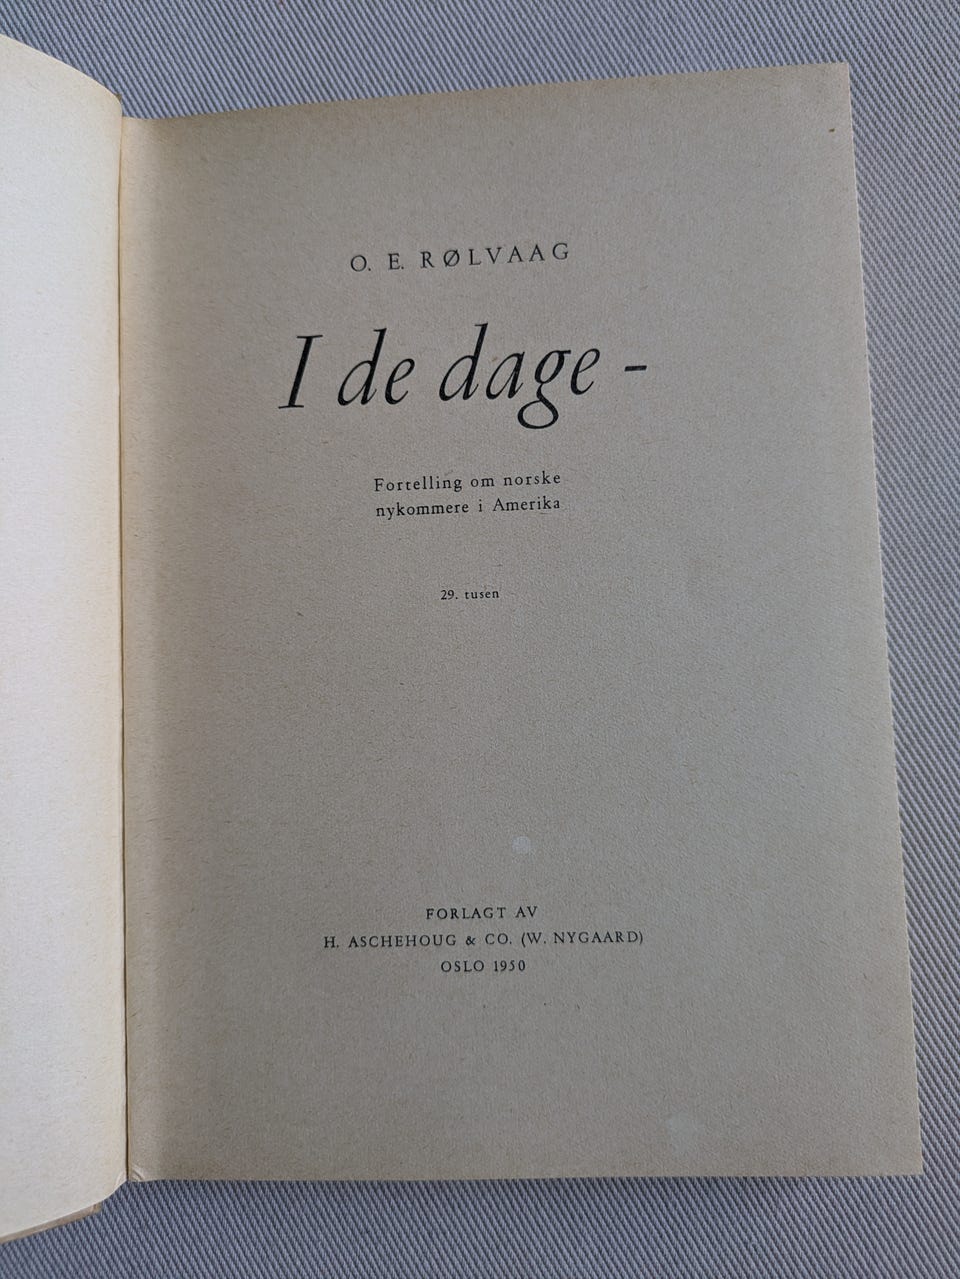 O. E. RØLVAAG
I de dage -
Fortelling om norske
nykommere i Amerika
29. tusen
FORLAGT AV
H. ASCHEHOUG & CO. (W. NYGAARD)
OSLO 1950